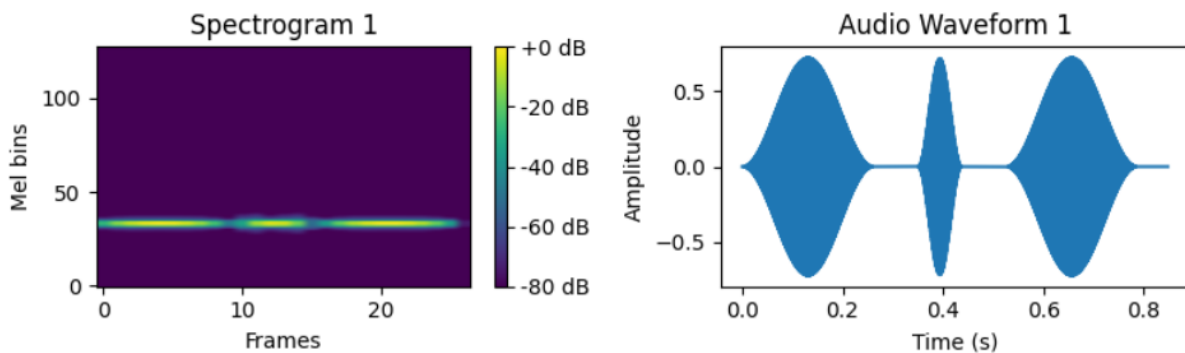 Spectrogram 1
100
50
0
Mel bins
0
10
20
Frames
+0 dB
-20 dB
-40 dB
-60 dB
-80 dB
Audio Waveform 1
0.5
0.0
−0.5
Amplitude
0.0
0.2
0.4
0.6
0.8
Time (s)